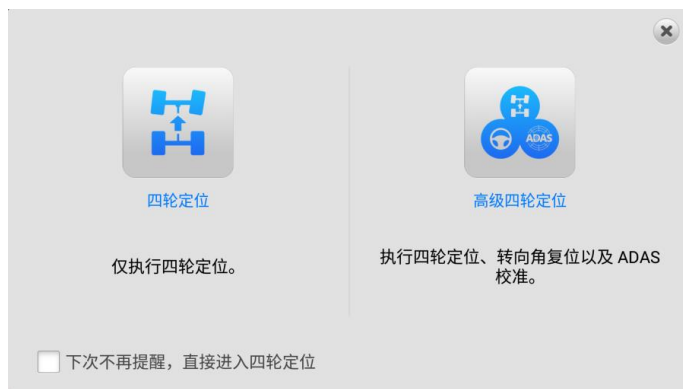 ADAS
四轮定位
高级四轮定位
仅执行四轮定位。
执行四轮定位、转向角复位以及 ADAS
校准。
下次不再提醒，直接进入四轮定位